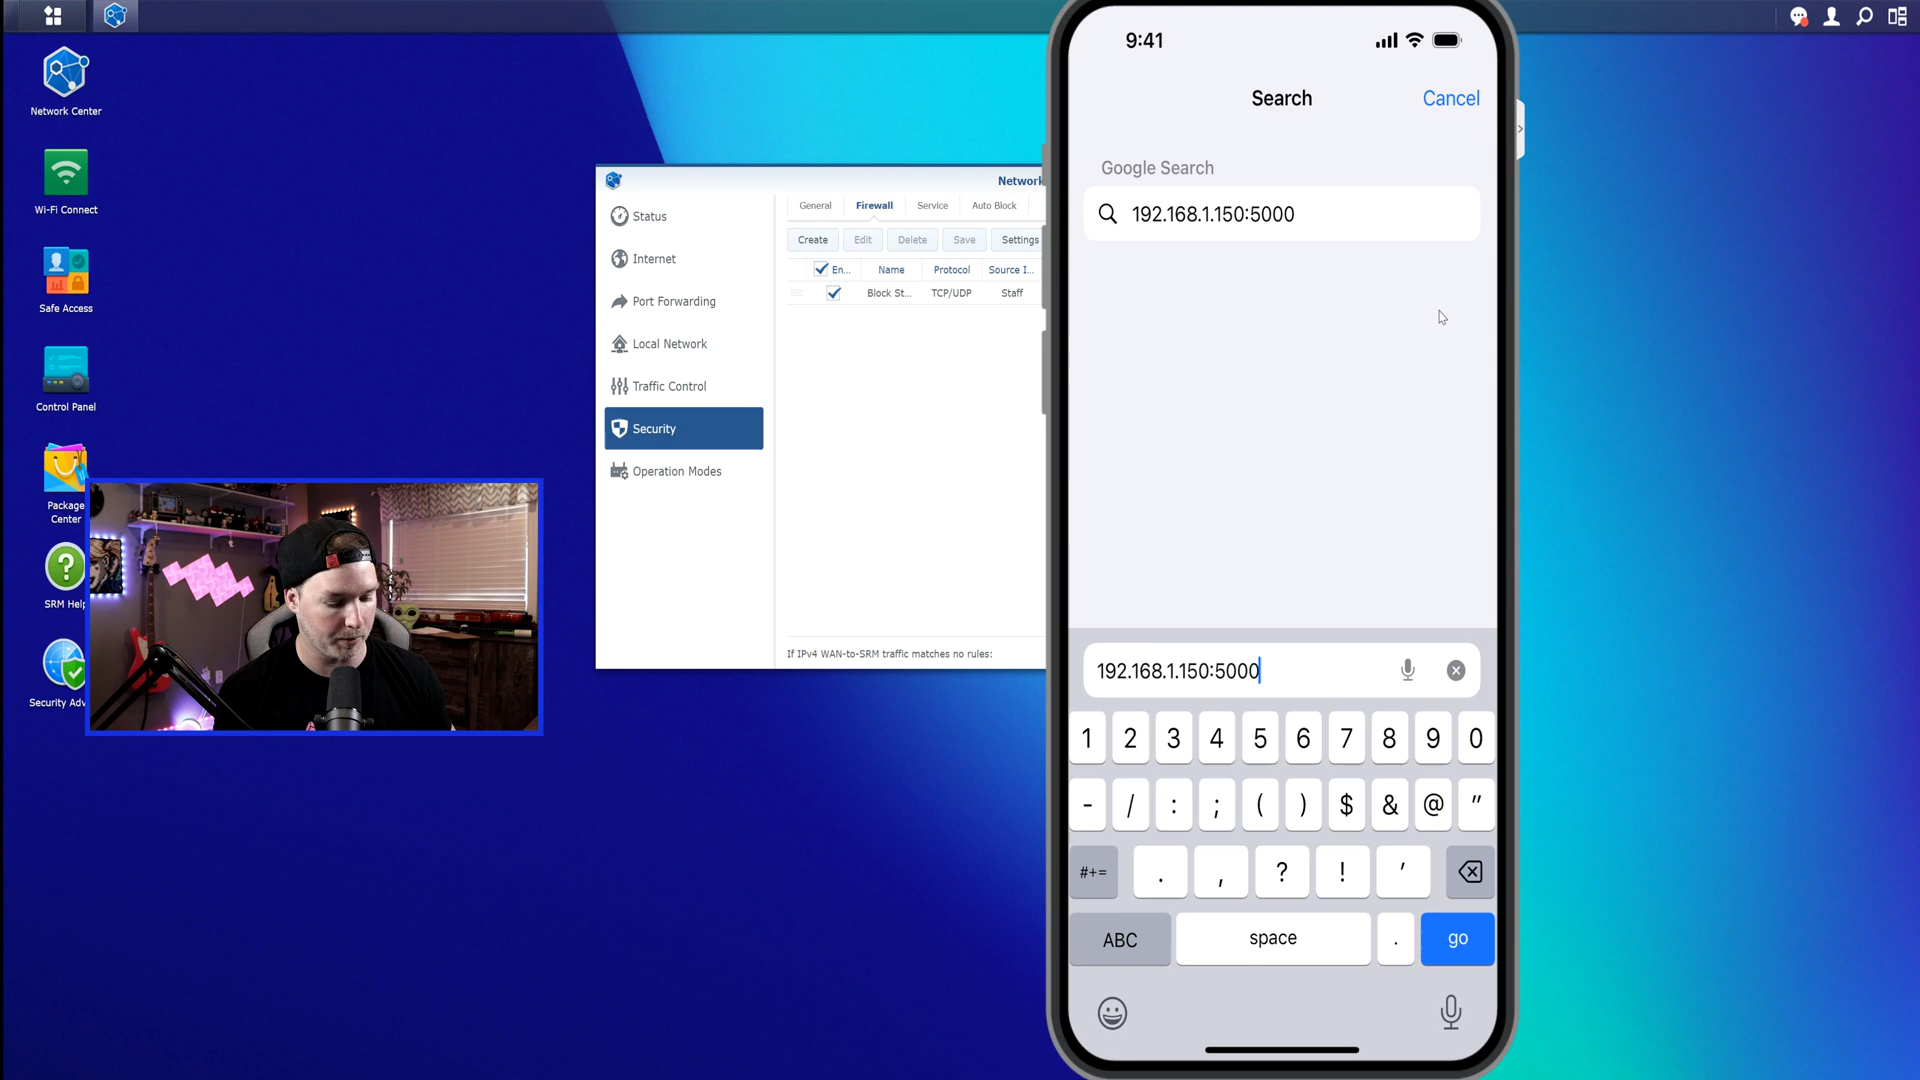 Network Center
Wi-Fi Connect
Safe Access
Control Panel
Package
Center
SRM Help
Security Adv
Network
Status
Internet
Port Forwarding
Local Network
Traffic Control
Security
Operation Modes
General Firewall Service Auto Block
Create Edit Delete Save Settings
En... Name Protocol Source I...
Block St... TCP/UDP Staff
If IPv4 WAN-to-SRM traffic matches no rules:
9:41
Search Cancel
Google Search
192.168.1.150:5000
192.168.1.150:5000
1 2 3 4 5 6 7 8 9 0
- / : ; ( ) $ & @ "
#+= . , ? ! '
ABC space . go